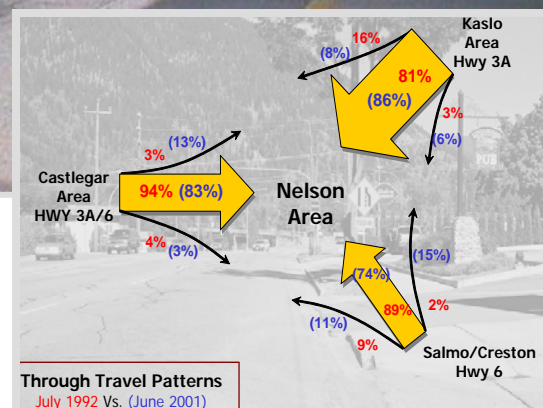 Kaslo
Area
Hwy 3A
16%
(8%)
81%
(86%)
3%
(6%)
(13%)
3%
Castlegar
Area
HWY 3A/6
94% (83%)
4%
(3%)
Nelson
Area
(15%)
(74%)
2%
89%
(11%)
9%
Salmo/Creston
Hwy 6
PUB
Through Travel Patterns
July 1992 Vs. (June 2001)